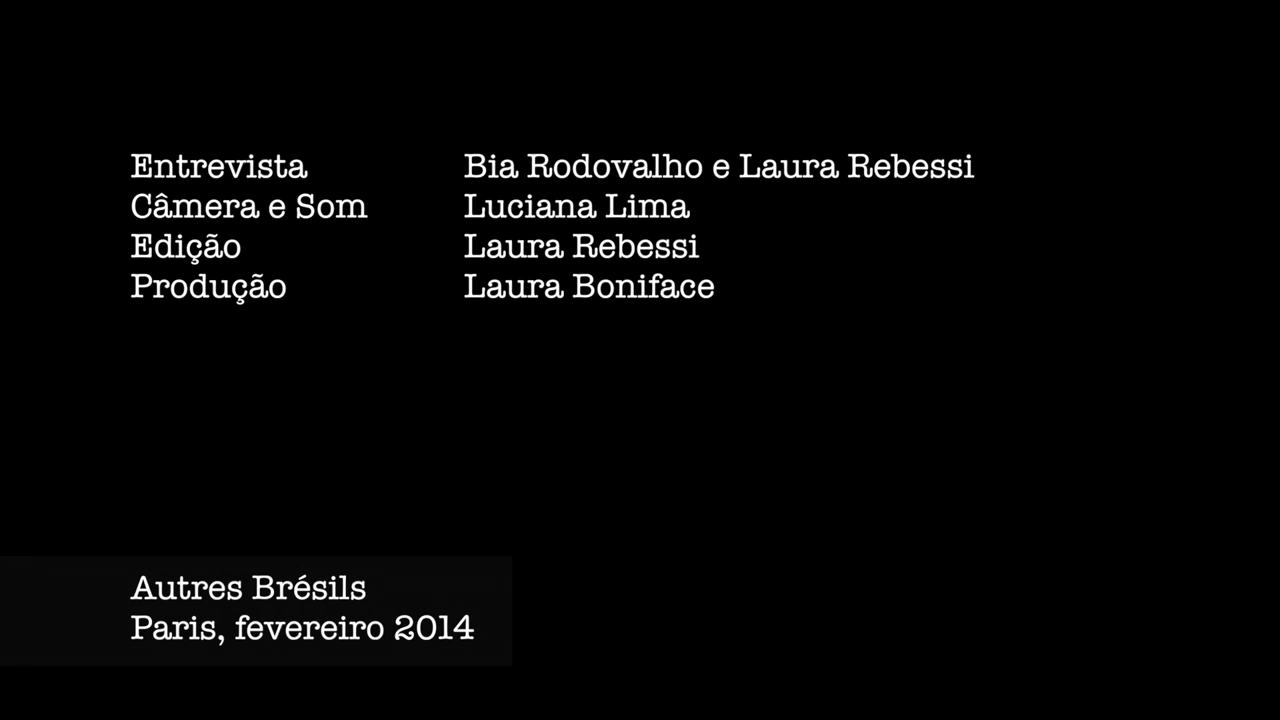 Entrevista Bia Rodovalho e Laura Rebessi
Câmera e Som Luciana Lima
Edição Laura Rebessi
Produção Laura Boniface
Autres Brésils
Paris, fevereiro 2014